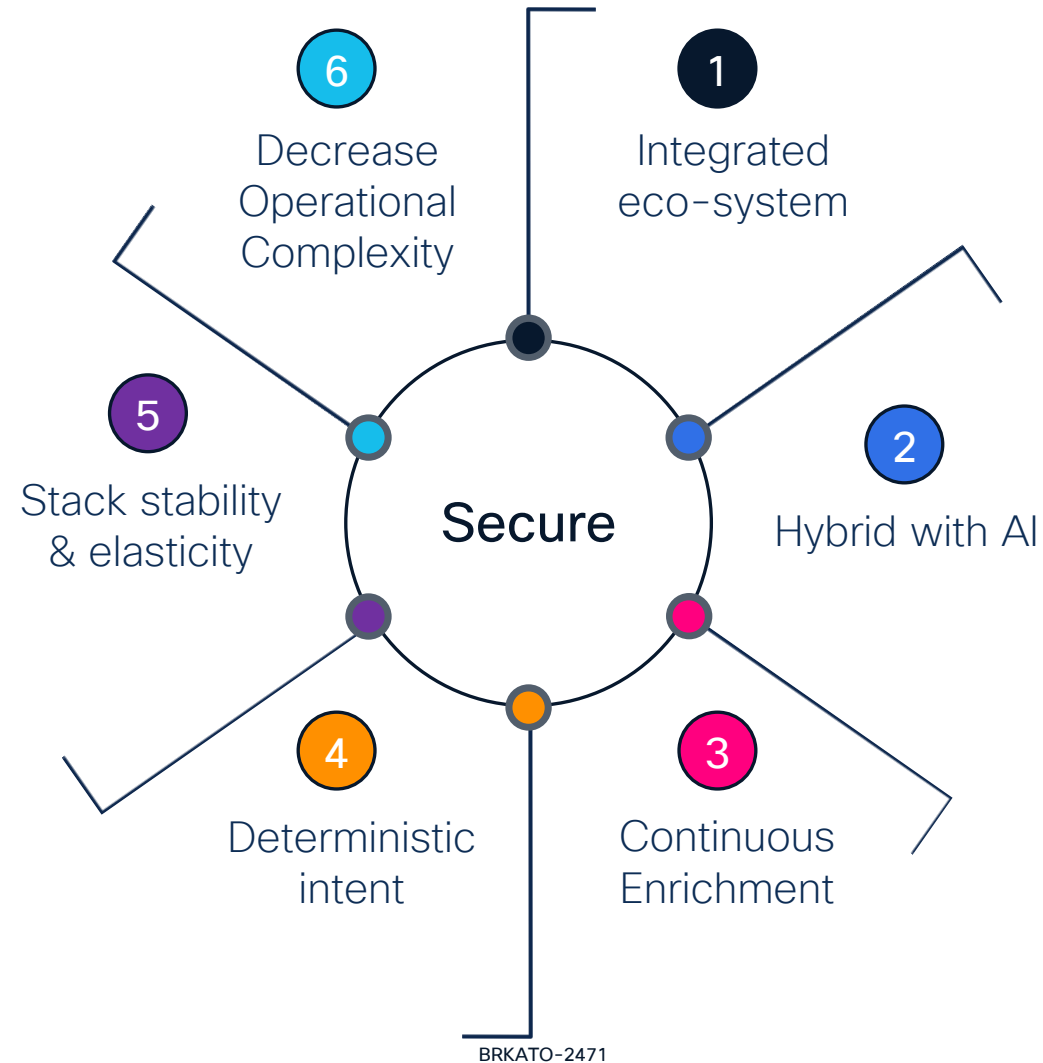 1
Integrated
eco-system
2
Hybrid with AI
3
Continuous
Enrichment
4
Deterministic
intent
5
Stack stability
& elasticity
6
Decrease
Operational
Complexity
Secure
BRKATO-2471